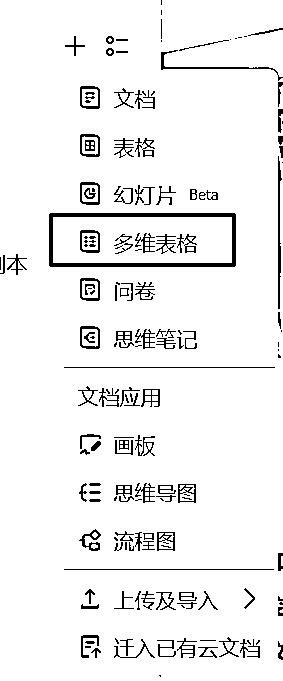 文档
表格
幻灯片 Beta
多维表格
本
问卷
思维笔记
文档应用
画板
思维导图
流程图
上传及导入
迁入已有云文档